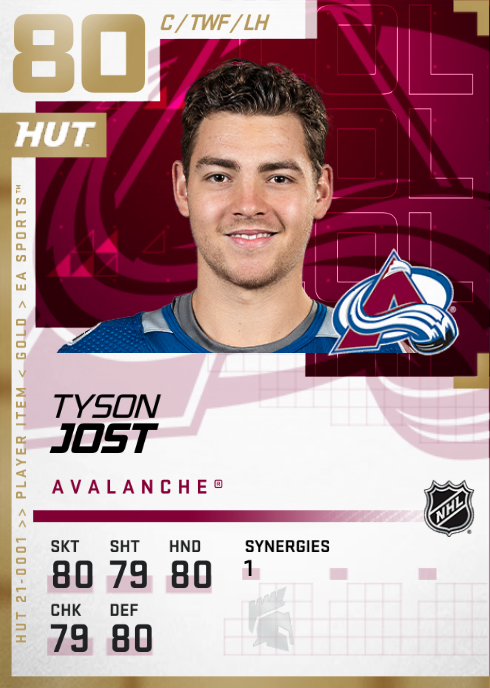 80
C / TWF / LH
HUT™
HUT 21-0001 >> PLAYER ITEM < GOLD > EA SPORTS™
TYSON
JOST
AVALANCHE®
NHL
SKT SHT HND SYNERGIES
80 79 80 1
CHK DEF
79 80